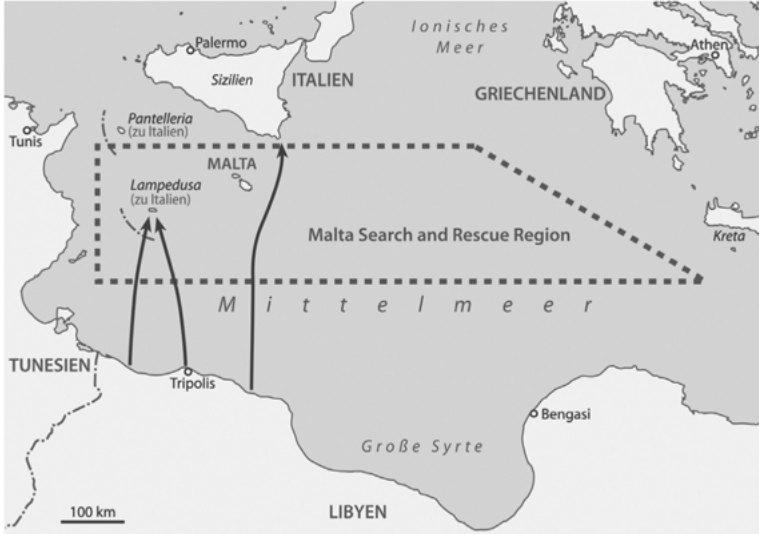 Ionisches
Meer
Palermo
Athen
Sizilien
ITALIEN
GRIECHENLAND
Pantelleria
(zu Italien)
Tunis
MALTA
Lampedusa
(zu Italien)
Malta Search and Rescue Region
Kreta
Mittelmeer
TUNESIEN
Tripolis
Bengasi
Große Syrte
100 km
LIBYEN